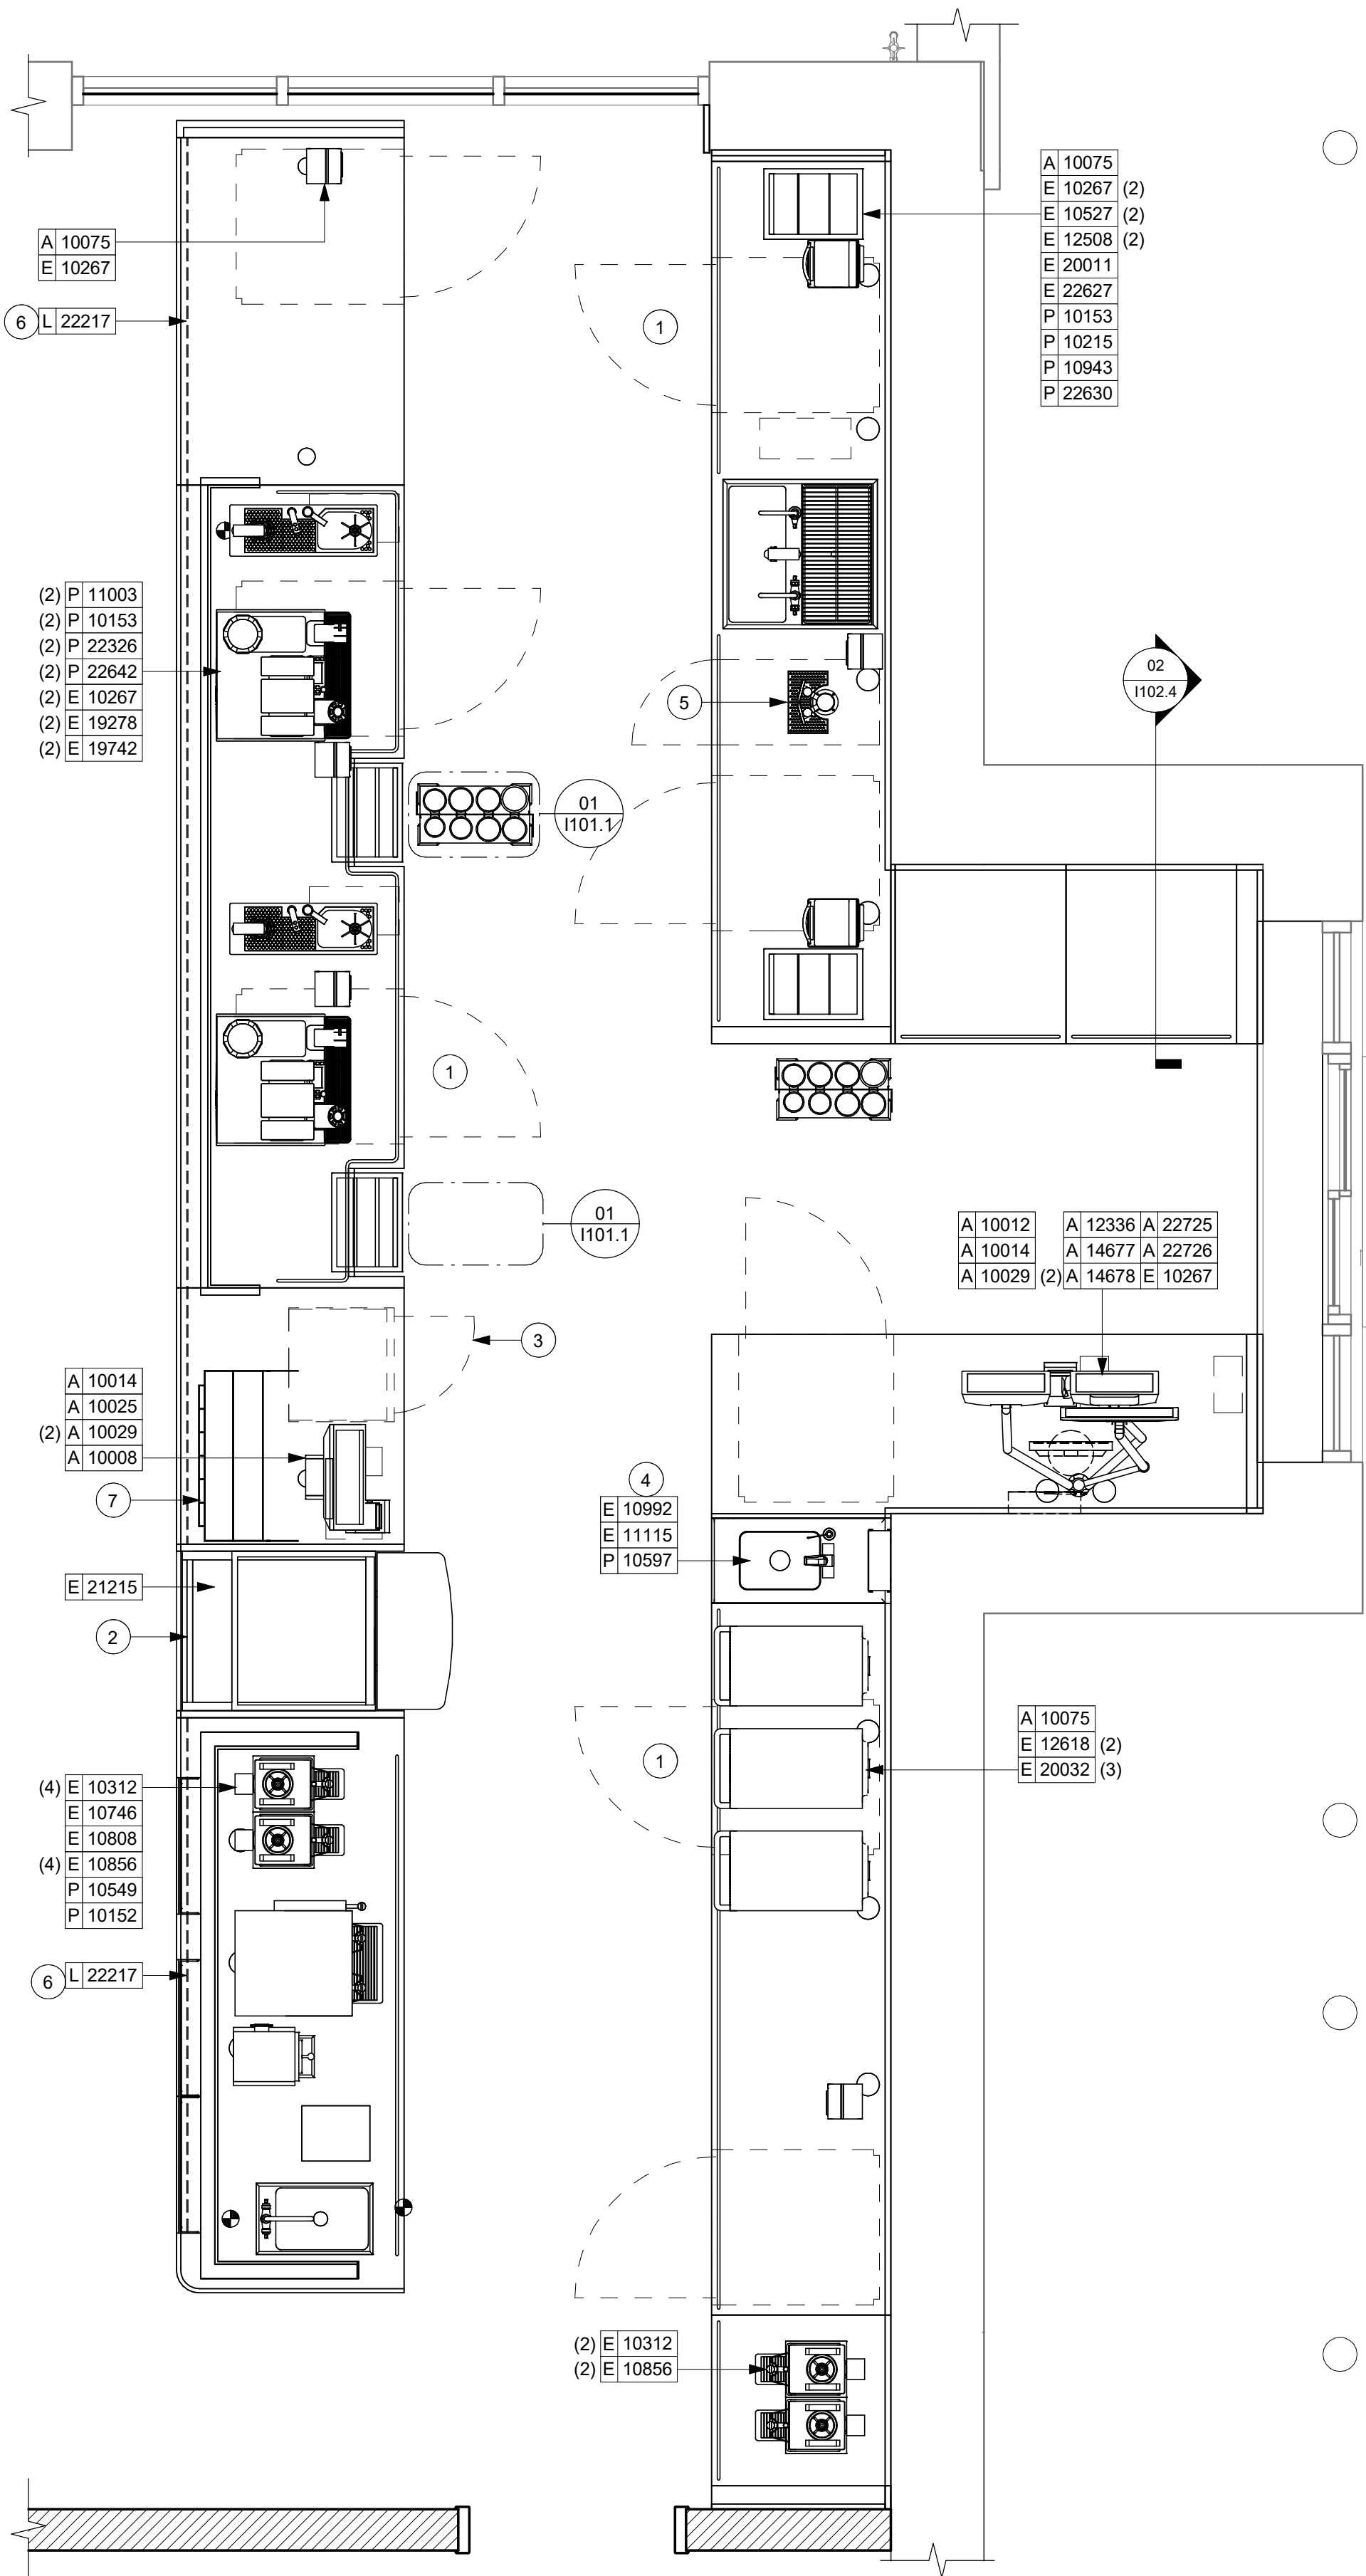 A 10075
E 10267 (2)
E 10527 (2)
E 12508 (2)
E 20011
E 22627
P 10153
P 10215
P 10943
P 22630
A 10075
E 10267
6 L 22217
1
(2) P 11003
(2) P 10153
(2) P 22326
(2) P 22642
(2) E 10267
(2) E 19278
(2) E 19742
5
02
I102.4
01
I101.1
1
01
I101.1
A 10012 A 12336 A 22725
A 10014 A 14677 A 22726
A 10029 (2) A 14678 E 10267
3
A 10014
A 10025
(2) A 10029
A 10008
7
4
E 10992
E 11115
P 10597
E 21215
2
A 10075
E 12618 (2)
E 20032 (3)
1
(4) E 10312
E 10746
E 10808
(4) E 10856
P 10549
P 10152
6 L 22217
(2) E 10312
(2) E 10856